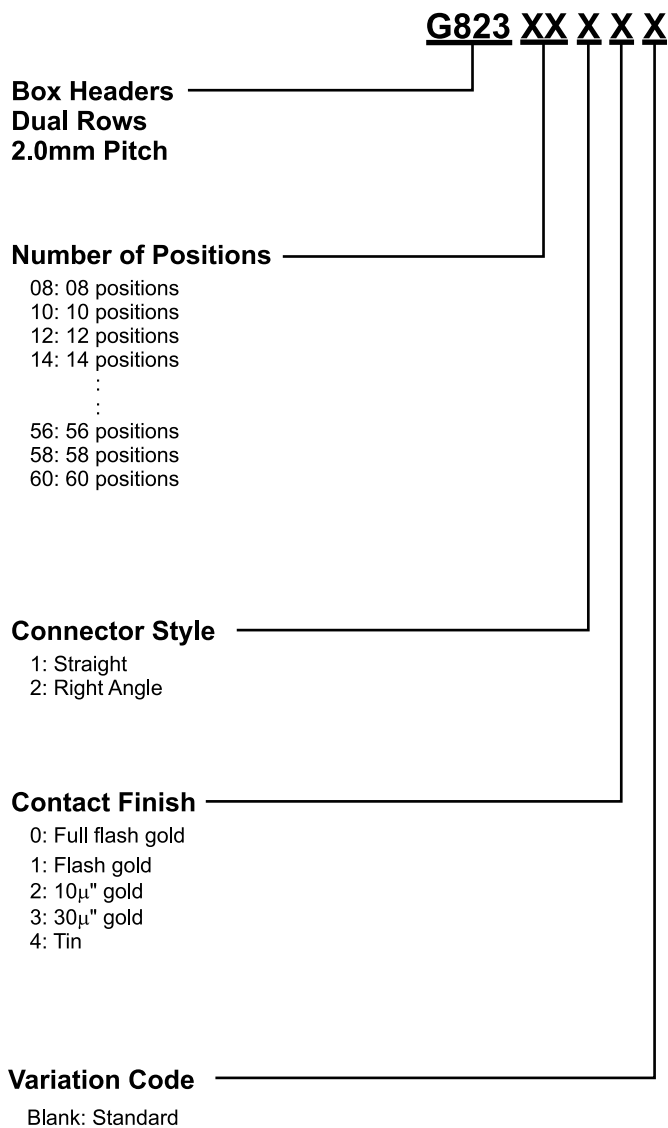 G823 XX X X X
Box Headers
Dual Rows
2.0mm Pitch
Number of Positions
08: 08 positions
10: 10 positions
12: 12 positions
14: 14 positions
:
:
56: 56 positions
58: 58 positions
60: 60 positions
Connector Style
1: Straight
2: Right Angle
Contact Finish
0: Full flash gold
1: Flash gold
2: 10μ" gold
3: 30μ" gold
4: Tin
Variation Code
Blank: Standard